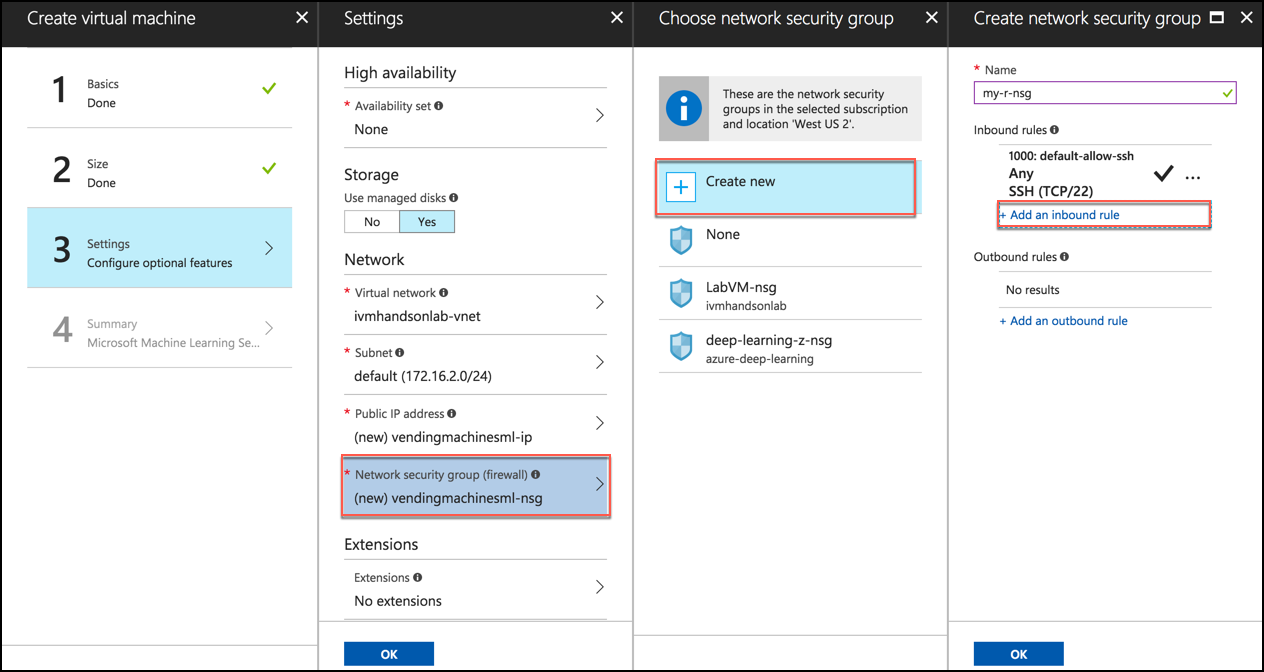 Create virtual machine
1
Basics
Done
2
Size
Done
3
Settings
Configure optional features
4
Summary
Microsoft Machine Learning Se...
Settings
High availability
* Availability set
None
Storage
Use managed disks
No Yes
Network
* Virtual network
ivmhandsonlab-vnet
* Subnet
default (172.16.2.0/24)
* Public IP address
(new) vendingmachinesml-ip
* Network security group (firewall)
(new) vendingmachinesml-nsg
Extensions
Extensions
No extensions
OK
Choose network security group
These are the network security
groups in the selected subscription
and location 'West US 2'.
Create new
None
LabVM-nsg
ivmhandsonlab
deep-learning-z-nsg
azure-deep-learning
Create network security group
* Name
my-r-nsg
Inbound rules
1000: default-allow-ssh
Any
SSH (TCP/22)
...
+ Add an inbound rule
Outbound rules
No results
+ Add an outbound rule
OK